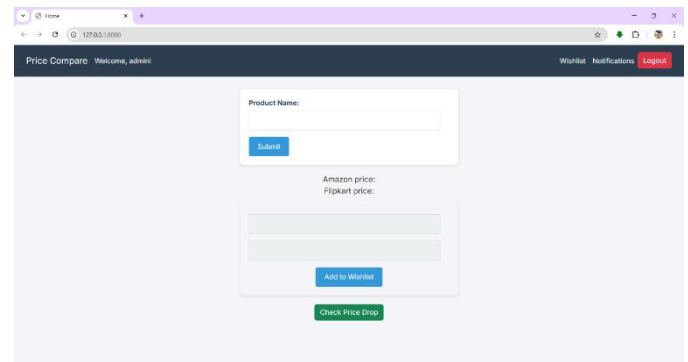 Home
127.0.0.1:8000
Price Compare Welcome, admin! Wishlist Notifications Logout
Product Name:
Submit
Amazon price:
Flipkart price:
Add to Wishlist
Check Price Drop